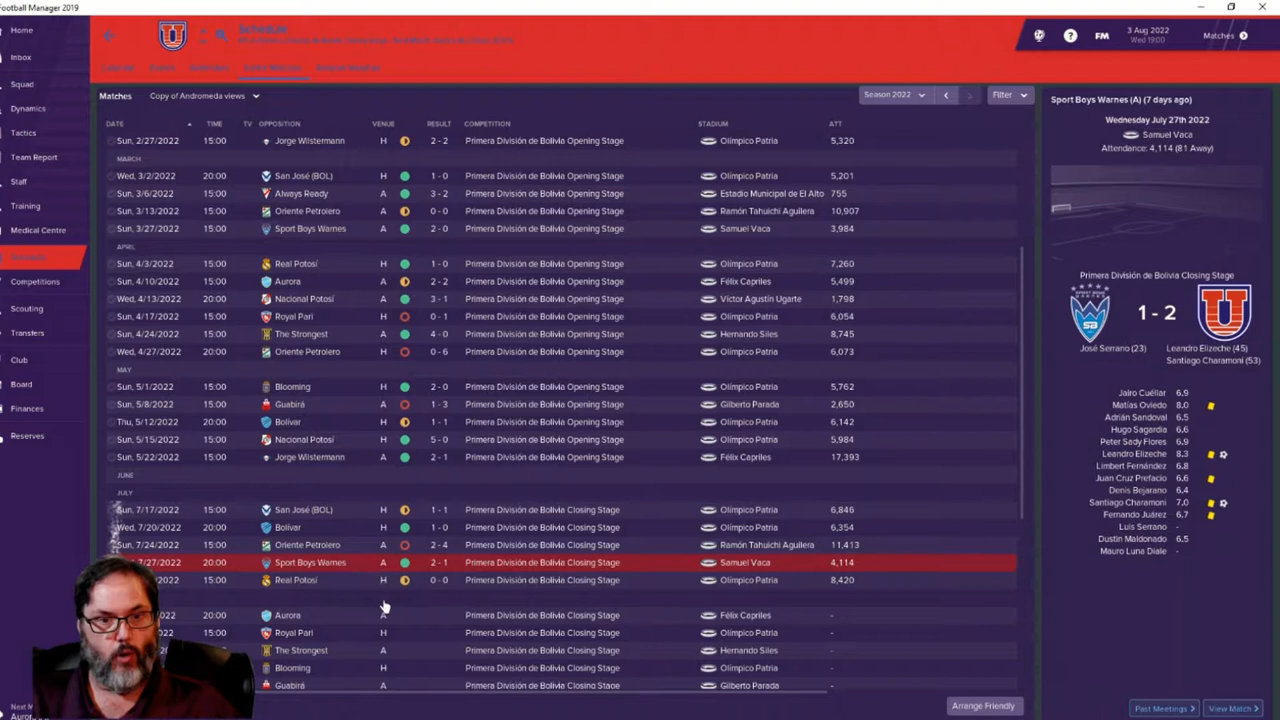 Football Manager 2019
Home
Inbox
Squad
Dynamics
Tactics
Team Report
Staff
Training
Medical Centre
Schedule
Competitions
Scouting
Transfers
Club
Board
Finances
Reserves
Schedule
3 Aug 2022
Wed 19:00
FM
Matches
Matches Copy of Andromeda views
Season 2022
Filter
DATE TIME TV OPPOSITION VENUE RESULT COMPETITION STADIUM ATT
Sun, 2/27/2022 15:00 Jorge Wilstermann H 2 - 2 Primera División de Bolivia Opening Stage Olímpico Patria 5,320
MARCH
Wed, 3/2/2022 20:00 San José (BOL) H 1 - 0 Primera División de Bolivia Opening Stage Olímpico Patria 5,201
Sun, 3/6/2022 15:00 Always Ready A 3 - 2 Primera División de Bolivia Opening Stage Estadio Municipal de El Alto 755
Sun, 3/13/2022 15:00 Oriente Petrolero A 0 - 0 Primera División de Bolivia Opening Stage Ramón Tahuichi Aguilera 10,907
Sun, 3/27/2022 15:00 Sport Boys Warnes A 2 - 0 Primera División de Bolivia Opening Stage Samuel Vaca 3,984
APRIL
Sun, 4/3/2022 15:00 Real Potosí H 1 - 0 Primera División de Bolivia Opening Stage Olímpico Patria 7,260
Sun, 4/10/2022 15:00 Aurora A 2 - 2 Primera División de Bolivia Opening Stage Félix Capriles 5,499
Wed, 4/13/2022 20:00 Nacional Potosí A 3 - 1 Primera División de Bolivia Opening Stage Víctor Agustín Ugarte 1,798
Sun, 4/17/2022 15:00 Royal Pari H 0 - 1 Primera División de Bolivia Opening Stage Olímpico Patria 6,054
Sun, 4/24/2022 15:00 The Strongest A 4 - 0 Primera División de Bolivia Opening Stage Hernando Siles 8,745
Wed, 4/27/2022 20:00 Oriente Petrolero H 0 - 6 Primera División de Bolivia Opening Stage Olímpico Patria 6,073
MAY
Sun, 5/1/2022 15:00 Blooming H 2 - 0 Primera División de Bolivia Opening Stage Olímpico Patria 5,762
Sun, 5/8/2022 15:00 Guabirá A 1 - 3 Primera División de Bolivia Opening Stage Gilberto Parada 2,650
Thu, 5/12/2022 20:00 Bolívar H 1 - 1 Primera División de Bolivia Opening Stage Olímpico Patria 6,142
Sun, 5/15/2022 15:00 Nacional Potosí H 5 - 0 Primera División de Bolivia Opening Stage Olímpico Patria 5,984
Sun, 5/22/2022 15:00 Jorge Wilstermann A 2 - 1 Primera División de Bolivia Opening Stage Félix Capriles 17,393
JUNE
JULY
Sun, 7/17/2022 15:00 San José (BOL) H 1 - 1 Primera División de Bolivia Closing Stage Olímpico Patria 6,846
Wed, 7/20/2022 20:00 Bolívar H 1 - 0 Primera División de Bolivia Closing Stage Olímpico Patria 6,354
Sun, 7/24/2022 15:00 Oriente Petrolero A 2 - 4 Primera División de Bolivia Closing Stage Ramón Tahuichi Aguilera 11,413
7/27/2022 20:00 Sport Boys Warnes A 2 - 1 Primera División de Bolivia Closing Stage Samuel Vaca 4,114
/2022 15:00 Real Potosí H 0 - 0 Primera División de Bolivia Closing Stage Olímpico Patria 8,420
2022 20:00 Aurora A Primera División de Bolivia Closing Stage Félix Capriles -
2022 15:00 Royal Pari H Primera División de Bolivia Closing Stage Olímpico Patria -
2022 15:00 The Strongest A Primera División de Bolivia Closing Stage Hernando Siles -
Blooming H Primera División de Bolivia Closing Stage Olímpico Patria -
Guabirá A Primera División de Bolivia Closing Stage Gilberto Parada -
Arrange Friendly
Next M
Auror
Sport Boys Warnes (A) (7 days ago)
Wednesday July 27th 2022
Samuel Vaca
Attendance: 4,114 (81 Away)
Primera División de Bolivia Closing Stage
1 - 2
José Serrano (23) Leandro Elizeche (45)
Santiago Charamoni (53)
Jairo Cuéllar 6.9
Matías Oviedo 8.0
Adrián Sandoval 6.5
Hugo Sagardia 6.6
Peter Sady Flores 6.9
Leandro Elizeche 8.3
Limbert Fernández 6.8
Juan Cruz Prefacio 6.6
Denis Bejarano 6.4
Santiago Charamoni 7.0
Fernando Juárez 6.7
Luis Serrano -
Dustin Maldonado 6.5
Mauro Luna Diale -
Past Meetings > View Match >